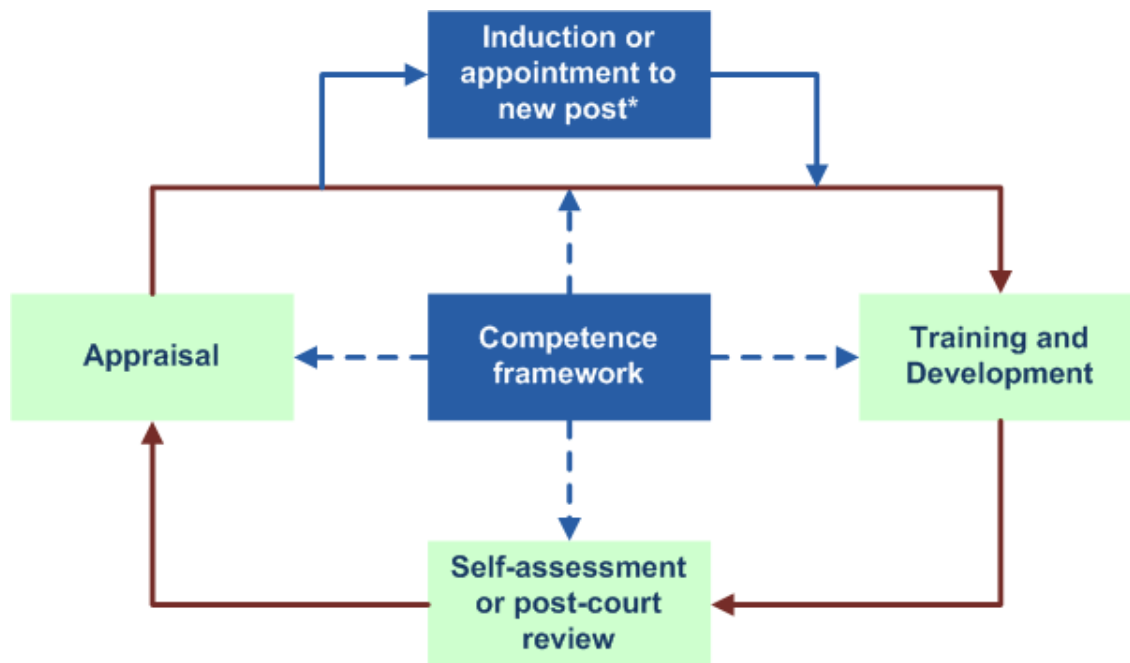 Induction or
appointment to
new post*
Appraisal
Competence
framework
Training and
Development
Self-assessment
or post-court
review